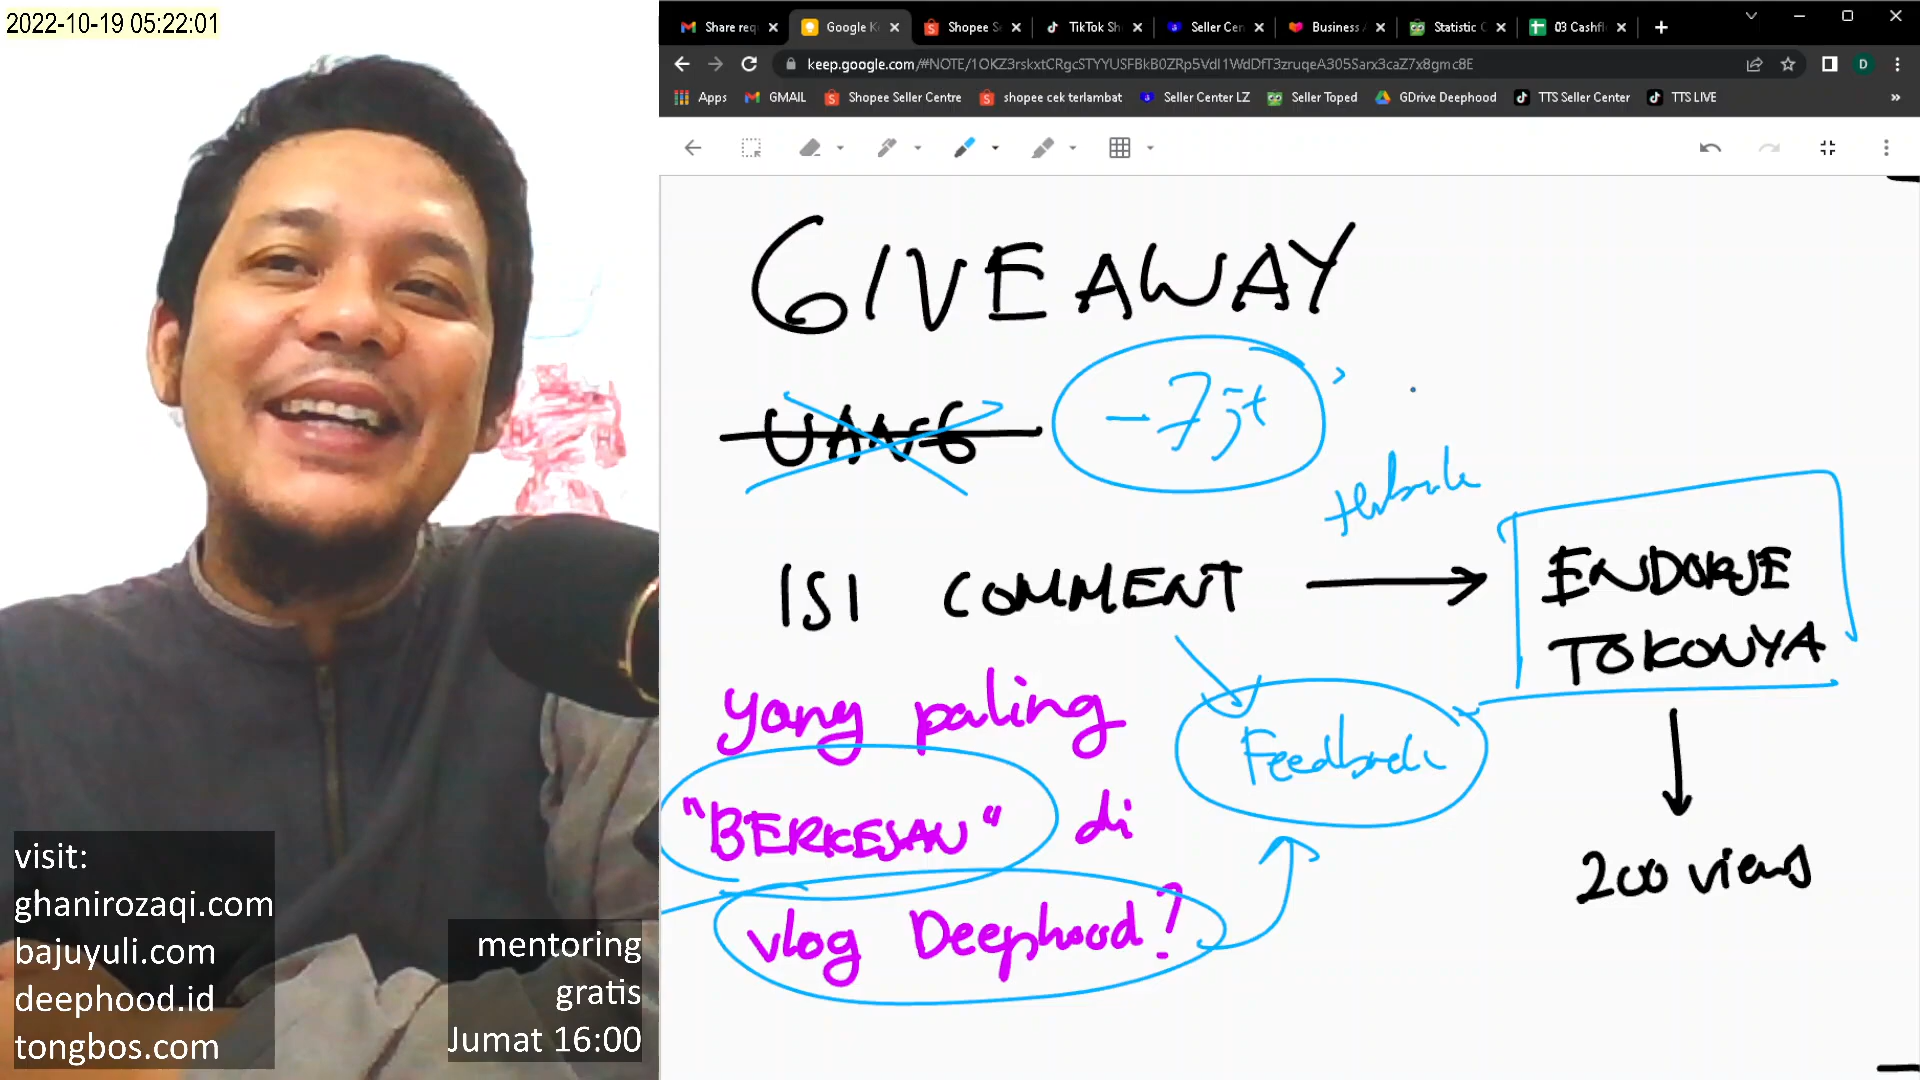 2022-10-19 05:22:01
Share req
Google K
Shopee S
TikTok Sh
Seller Cen
Business
Statistic
03 Cashfl
keep.google.com/#NOTE/1OKZ3rskxtCRgcSTYYUSFBkB0ZRp5Vdl1WdDfT3zruqeA305Sarx3caZ7x8gmc8E
D
Apps
GMAIL
Shopee Seller Centre
shopee cek terlambat
Seller Center LZ
Seller Toped
GDrive Deephood
TTS Seller Center
TTS LIVE
GIVEAWAY
UANG
-7jt
ISI COMMENT
ENDORSE
TOKONYA
yang paling
Feedback
"BERKESAN" di
200 views
vlog Deephood?
visit:
ghanirozaqi.com
bajuyuli.com
deephood.id
tongbos.com
mentoring
gratis
Jumat 16:00